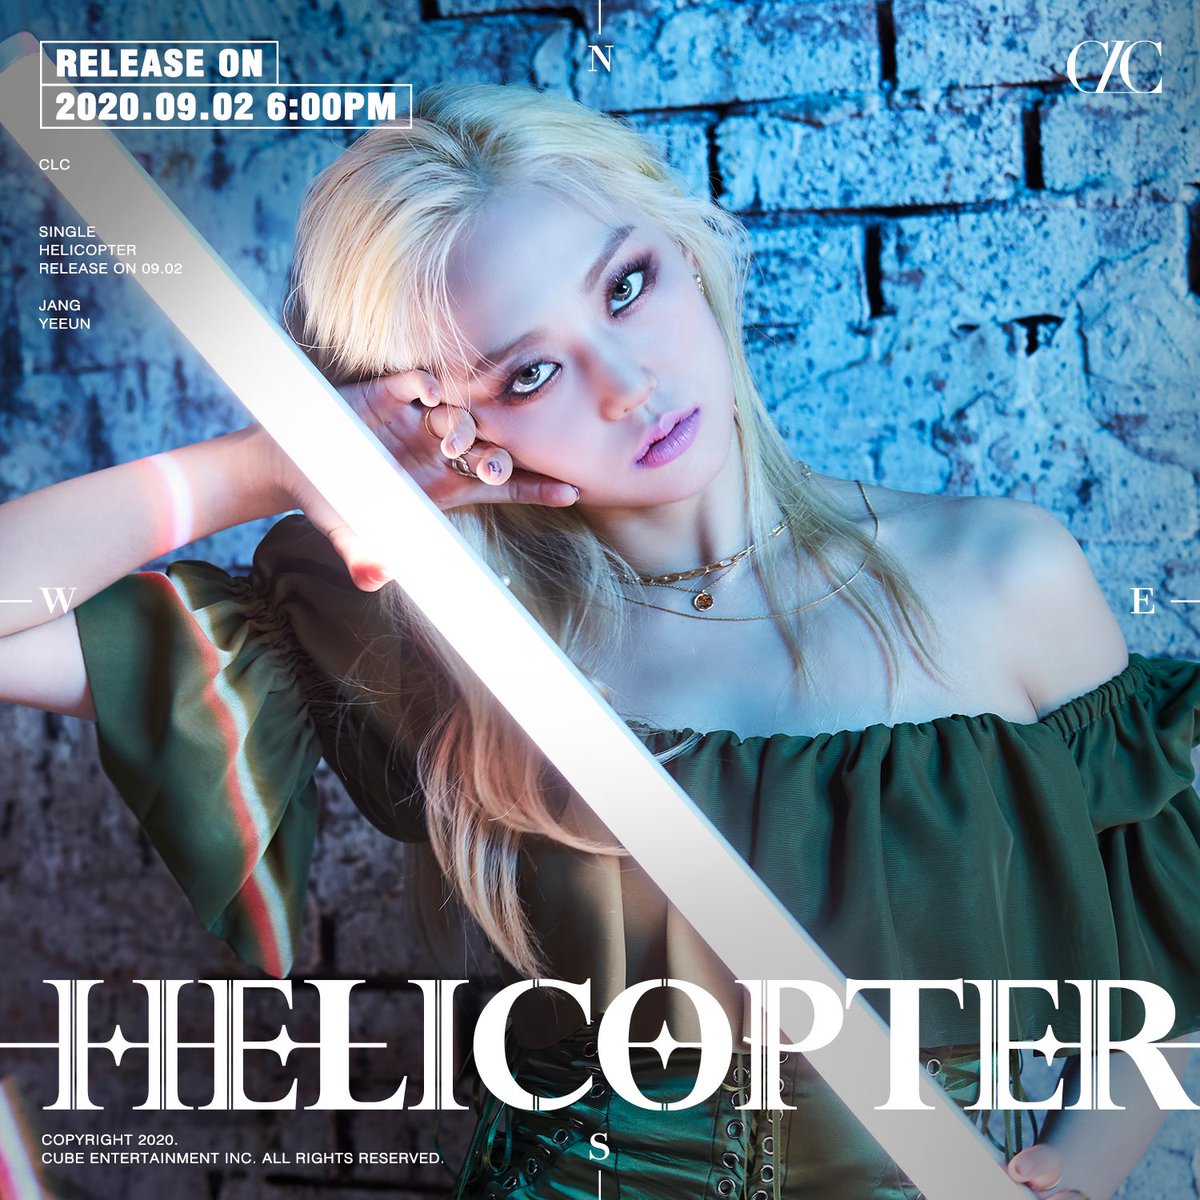 RELEASE ON
2020.09.02 6:00PM
N
CLC
CLC
SINGLE
HELICOPTER
RELEASE ON 09.02
JANG
YEEUN
W
E
HELICOPTER
COPYRIGHT 2020.
CUBE ENTERTAINMENT INC. ALL RIGHTS RESERVED.
S